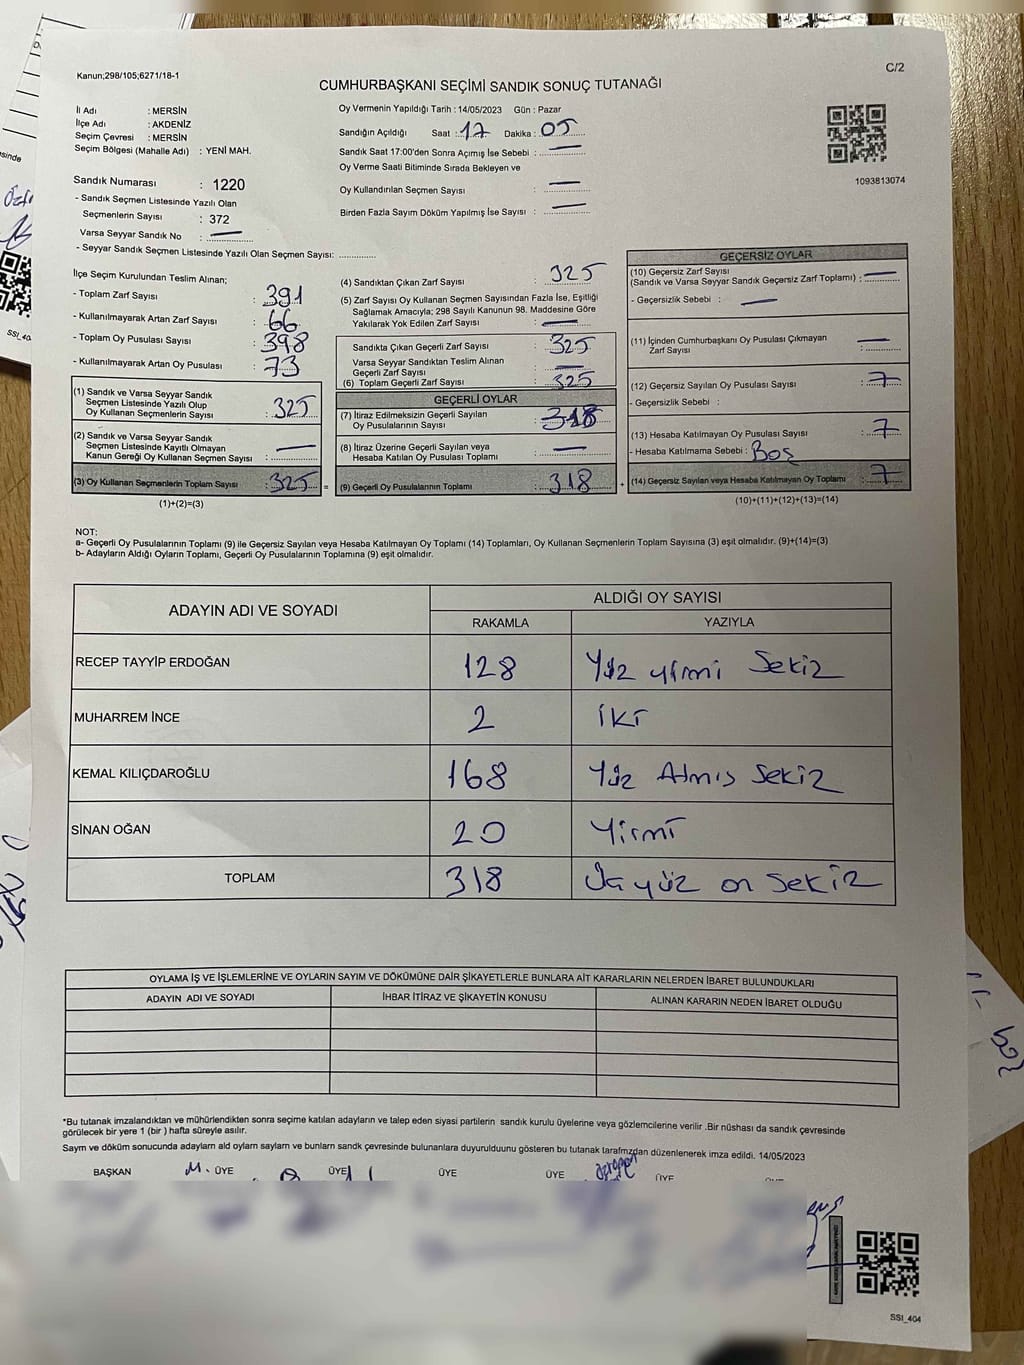 Kanun;298/105;6271/18-1
C/2
CUMHURBAŞKANI SEÇİMİ SANDIK SONUÇ TUTANAĞI
İl Adı : MERSİN
İlçe Adı : AKDENİZ
Seçim Çevresi : MERSİN
Seçim Bölgesi (Mahalle Adı) : YENİ MAH.
Sandık Numarası : 1220
- Sandık Seçmen Listesinde Yazılı Olan
Seçmenlerin Sayısı : 372
Varsa Seyyar Sandık No : —
- Seyyar Sandık Seçmen Listesinde Yazılı Olan Seçmen Sayısı: ..............
Oy Vermenin Yapıldığı Tarih : 14/05/2023 Gün : Pazar
Sandığın Açıldığı Saat : 17 Dakika : 05
Sandık Saat 17:00'den Sonra Açımış İse Sebebi : —
Oy Verme Saati Bitiminde Sırada Bekleyen ve
Oy Kullandırılan Seçmen Sayısı : —
Birden Fazla Sayım Döküm Yapılmış İse Sayısı : —
1093813074
İlçe Seçim Kurulundan Teslim Alınan;
- Toplam Zarf Sayısı : 391
- Kullanılmayarak Artan Zarf Sayısı : 66
- Toplam Oy Pusulası Sayısı : 398
- Kullanılmayarak Artan Oy Pusulası : 73
(1) Sandık ve Varsa Seyyar Sandık
Seçmen Listesinde Yazılı Olup
Oy Kullanan Seçmenlerin Sayısı : 325
(2) Sandık ve Varsa Seyyar Sandık
Seçmen Listesinde Kayıtlı Olmayan
Kanun Gereği Oy Kullanan Seçmen Sayısı : —
(3) Oy Kullanan Seçmenlerin Toplam Sayısı : 325 =
(1)+(2)=(3)
(4) Sandıktan Çıkan Zarf Sayısı : 325
(5) Zarf Sayısı Oy Kullanan Seçmen Sayısından Fazla İse, Eşitliği
Sağlamak Amacıyla; 298 Sayılı Kanunun 98. Maddesine Göre
Yakılarak Yok Edilen Zarf Sayısı : —
Sandıkta Çıkan Geçerli Zarf Sayısı : 325
Varsa Seyyar Sandıktan Teslim Alınan
Geçerli Zarf Sayısı : —
(6) Toplam Geçerli Zarf Sayısı : 325
GEÇERLİ OYLAR
(7) İtiraz Edilmeksizin Geçerli Sayılan
Oy Pusulalarının Sayısı : 318
(8) İtiraz Üzerine Geçerli Sayılan veya
Hesaba Katılan Oy Pusulası Toplamı : —
(9) Geçerli Oy Pusulalarının Toplamı : 318 +
GEÇERSİZ OYLAR
(10) Geçersiz Zarf Sayısı
(Sandık ve Varsa Seyyar Sandık Geçersiz Zarf Toplamı) : —
- Geçersizlik Sebebi : —
(11) İçinden Cumhurbaşkanı Oy Pusulası Çıkmayan
Zarf Sayısı : —
(12) Geçersiz Sayılan Oy Pusulası Sayısı : 7
- Geçersizlik Sebebi :
(13) Hesaba Katılmayan Oy Pusulası Sayısı : 7
- Hesaba Katılmama Sebebi : Boş
(14) Geçersiz Sayılan veya Hesaba Katılmayan Oy Toplamı : 7
(10)+(11)+(12)+(13)=(14)
NOT:
a- Geçerli Oy Pusulalarının Toplamı (9) ile Geçersiz Sayılan veya Hesaba Katılmayan Oy Toplamı (14) Toplamları, Oy Kullanan Seçmenlerin Toplam Sayısına (3) eşit olmalıdır. (9)+(14)=(3)
b- Adayların Aldığı Oyların Toplamı, Geçerli Oy Pusulalarının Toplamına (9) eşit olmalıdır.
ADAYIN ADI VE SOYADI ALDIĞI OY SAYISI
RAKAMLA YAZIYLA
RECEP TAYYİP ERDOĞAN 128 Yüz yirmi Sekiz
MUHARREM İNCE 2 iki
KEMAL KILIÇDAROĞLU 168 Yüz Atmış Sekiz
SİNAN OĞAN 20 Yirmi
TOPLAM 318 Üçyüz on Sekiz
OYLAMA İŞ VE İŞLEMLERİNE VE OYLARIN SAYIM VE DÖKÜMÜNE DAİR ŞİKAYETLERLE BUNLARA AİT KARARLARIN NELERDEN İBARET BULUNDUKLARI
ADAYIN ADI VE SOYADI İHBAR İTİRAZ VE ŞİKAYETİN KONUSU ALINAN KARARIN NEDEN İBARET OLDUĞU
*Bu tutanak imzalandıktan ve mühürlendikten sonra seçime katılan adayların ve talep eden siyasi partilerin sandık kurulu üyelerine veya gözlemcilerine verilir .Bir nüshası da sandık çevresinde
görülecek bir yere 1 (bir ) hafta süreyle asılır.
Saym ve döküm sonucunda adaylarn ald oylarn saylarn ve bunlarn sandk çevresinde bulunanlara duyurulduunu gösteren bu tutanak tarafmzdan düzenlenerek imza edildi. 14/05/2023
BAŞKAN M. ÜYE ÜYE ÜYE ÜYE ÜYE
SSI_404